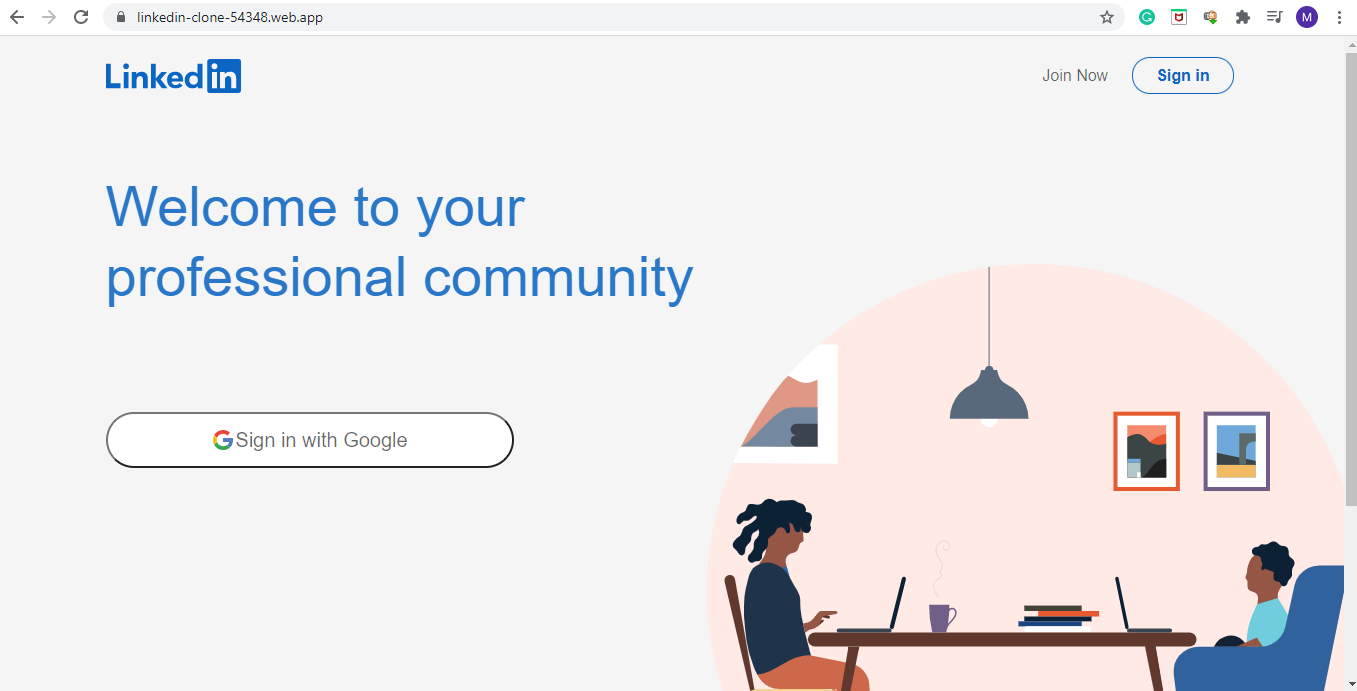 linkedin-clone-54348.web.app
M
Linkedin
Join Now
Sign in
Welcome to your
professional community
Sign in with Google